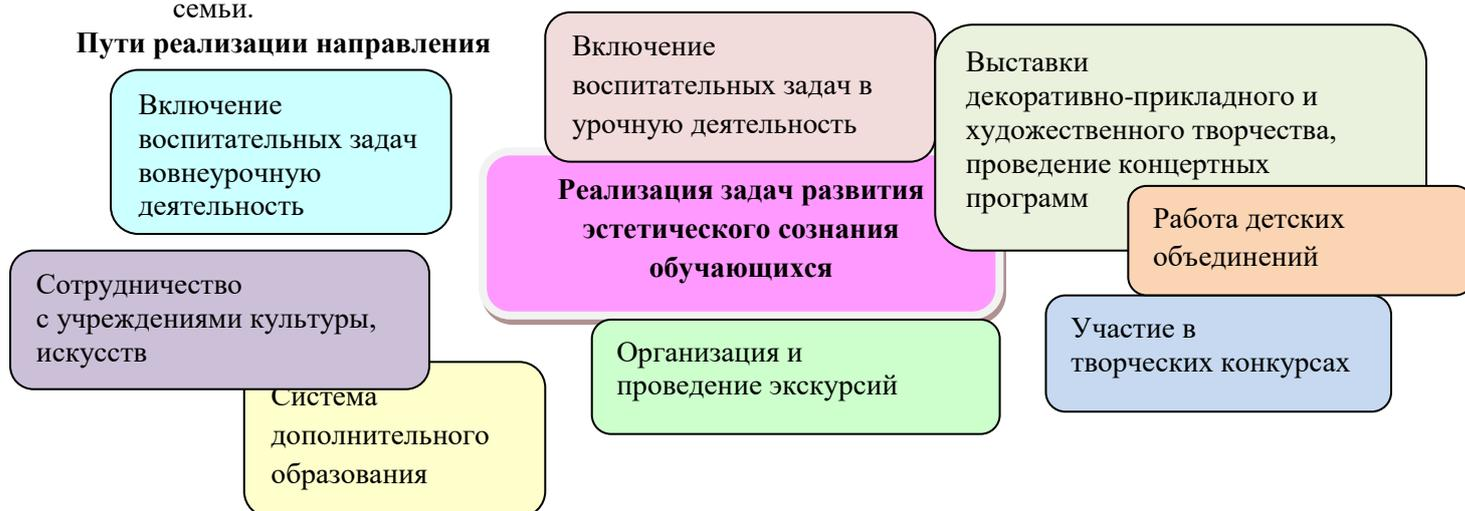 семьи.
Пути реализации направления
Включение
воспитательных задач
вовнеурочную
деятельность
Включение
воспитательных задач в
урочную деятельность
Выставки
декоративно-прикладного и
художественного творчества,
проведение концертных
программ
Реализация задач развития
эстетического сознания
обучающихся
Работа детских
объединений
Сотрудничество
с учреждениями культуры,
искусств
Участие в
творческих конкурсах
Организация и
проведение экскурсий
Система
дополнительного
образования